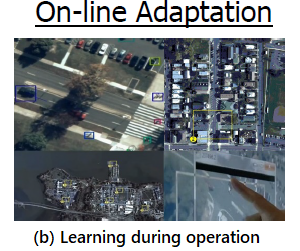 On-line Adaptation
(b) Learning during operation